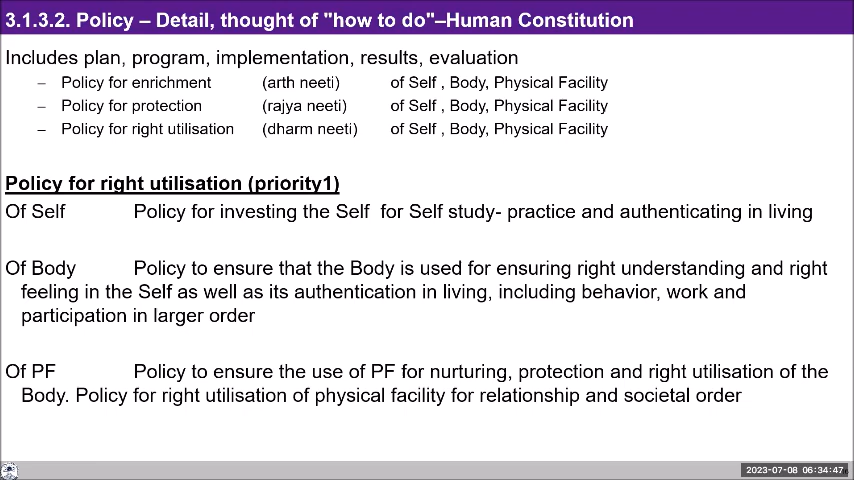 3.1.3.2. Policy – Detail, thought of "how to do"–Human Constitution
Includes plan, program, implementation, results, evaluation
– Policy for enrichment (arth neeti) of Self , Body, Physical Facility
– Policy for protection (rajya neeti) of Self , Body, Physical Facility
– Policy for right utilisation (dharm neeti) of Self , Body, Physical Facility
Policy for right utilisation (priority1)
Of Self Policy for investing the Self for Self study- practice and authenticating in living
Of Body Policy to ensure that the Body is used for ensuring right understanding and right
feeling in the Self as well as its authentication in living, including behavior, work and
participation in larger order
Of PF Policy to ensure the use of PF for nurturing, protection and right utilisation of the
Body. Policy for right utilisation of physical facility for relationship and societal order
2023-07-08 06:34:47